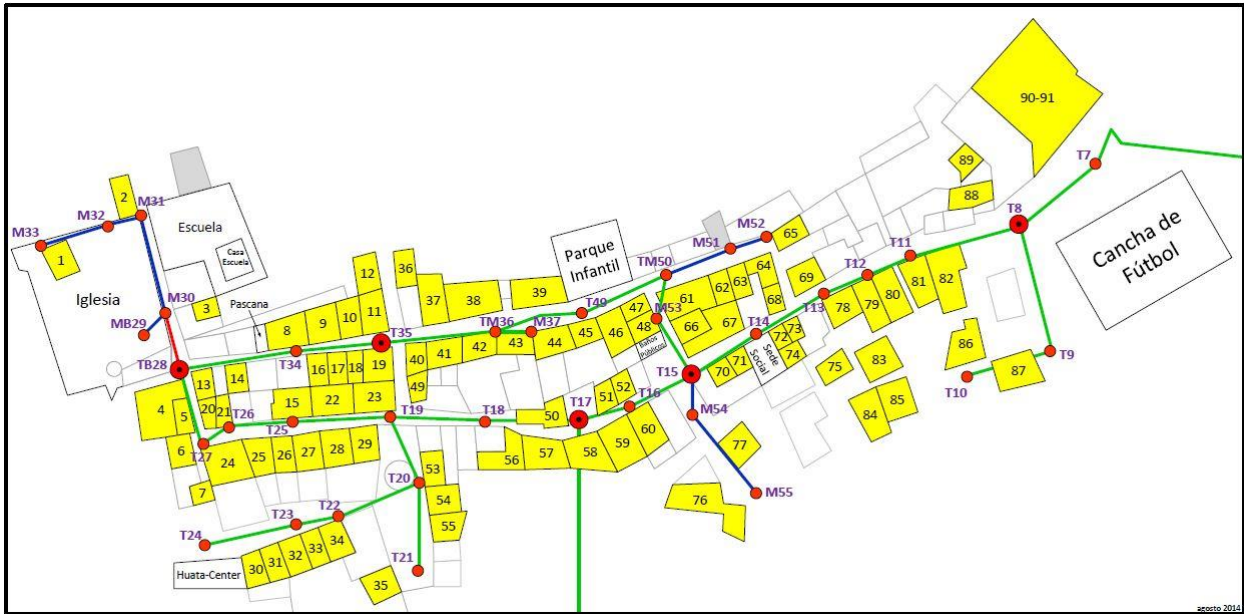 90-91
89
88
T7
T8
Cancha de
Fútbol
T11
T12
T13
M52
M51
65
TM50
Parque
Infantil
2
M31
M32
M33
1
Escuela
Casa
Escuela
Iglesia
M30
3
Pascana
MB29
TB28
12
36
37
38
39
T49
8
9
10
11
T35
TM36
M37
T34
61
62
63
64
68
69
M53
47
48
Baños
Públicos
66
67
T14
78
79
80
81
82
72
73
74
Sede
Social
70
71
75
83
86
87
T9
T10
84
85
40
41
42
43
44
45
46
49
16
17
18
19
13
14
4
5
20
21
T26
15
22
23
T25
T19
T18
50
T17
51
52
T16
T15
M54
6
T27
7
24
25
26
27
28
29
56
57
58
59
60
77
76
M55
53
54
55
T20
T22
T23
T24
T21
30
31
32
33
34
35
Huata-Center
agosto 2014